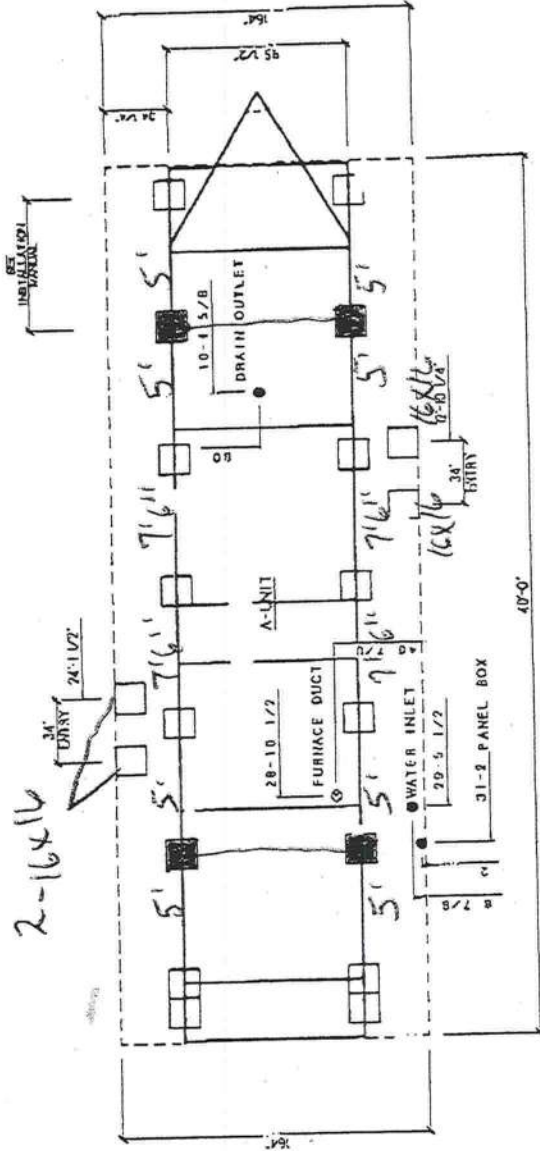 164"
95 1/2"
34 1/4"
SEE
INSTALLATION
MANUAL
5'
5'
10-1 5/8
DRAIN OUTLET
5'
5'
16X16
12'-10 1/4"
34"
ENTRY
16X16
7'6"
7'6"
A-UNIT
7'6"
7'6"
24'-1 1/2"
34"
ENTRY
2-16X16
28-10 1/2
FURNACE DUCT
WATER INLET
29-5 1/2
31-2 PANEL BOX
2
8 7/8
5'
5'
5'
5'
40'-0"
164"